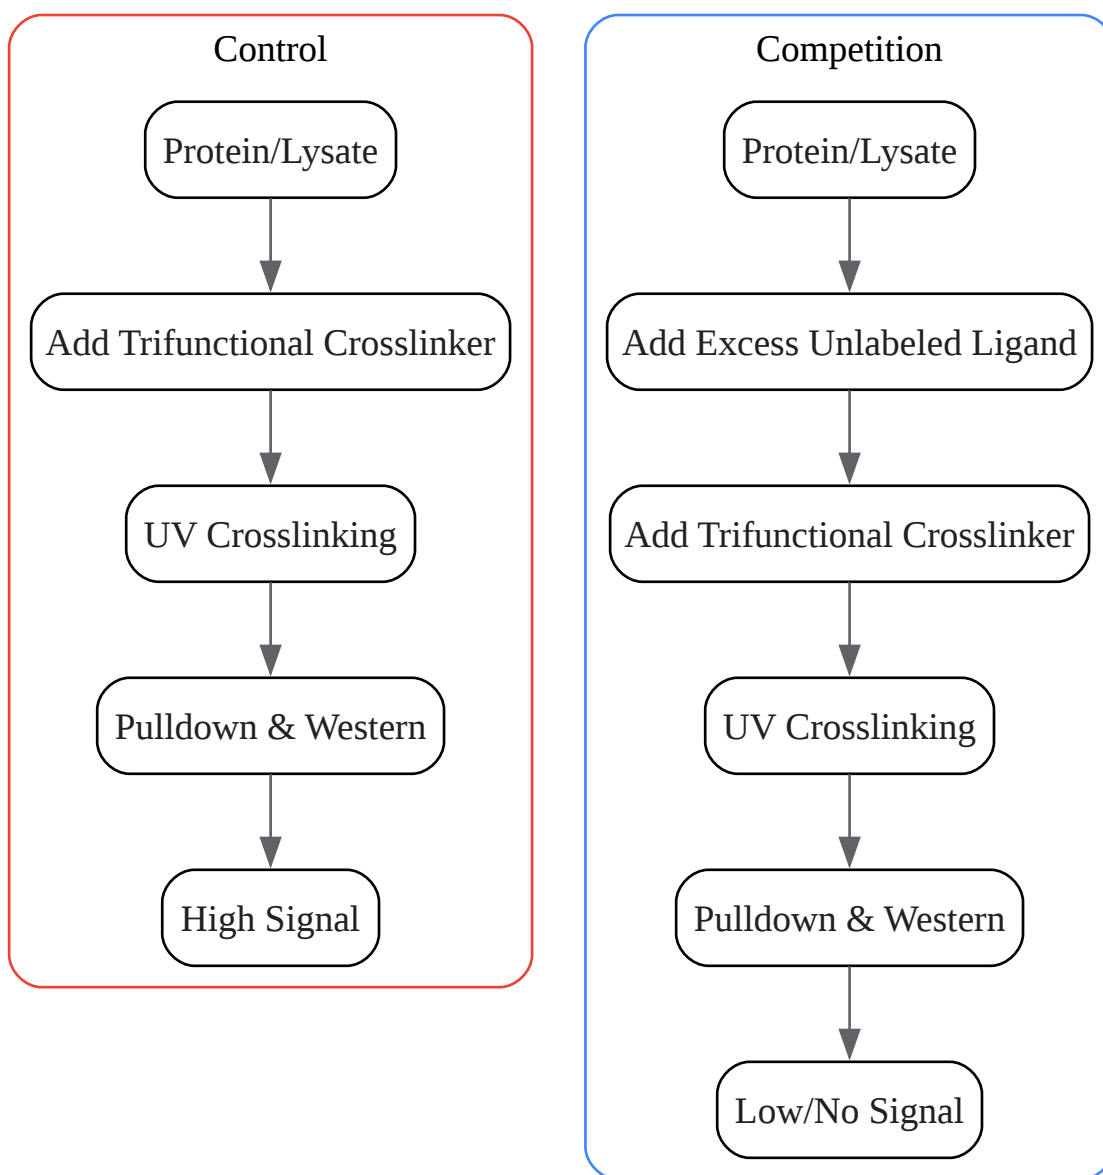 Control
Protein/Lysate
Add Trifunctional Crosslinker
UV Crosslinking
Pulldown & Western
High Signal
Competition
Protein/Lysate
Add Excess Unlabeled Ligand
Add Trifunctional Crosslinker
UV Crosslinking
Pulldown & Western
Low/No Signal